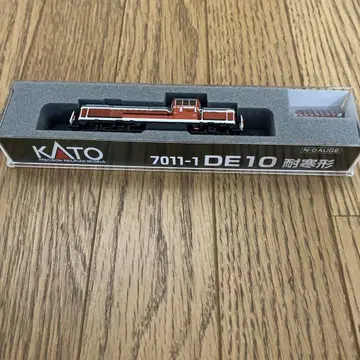 KATO
PRECISION RAILROAD MODELS
7011-1 DE10 耐寒形
N-GAUGE